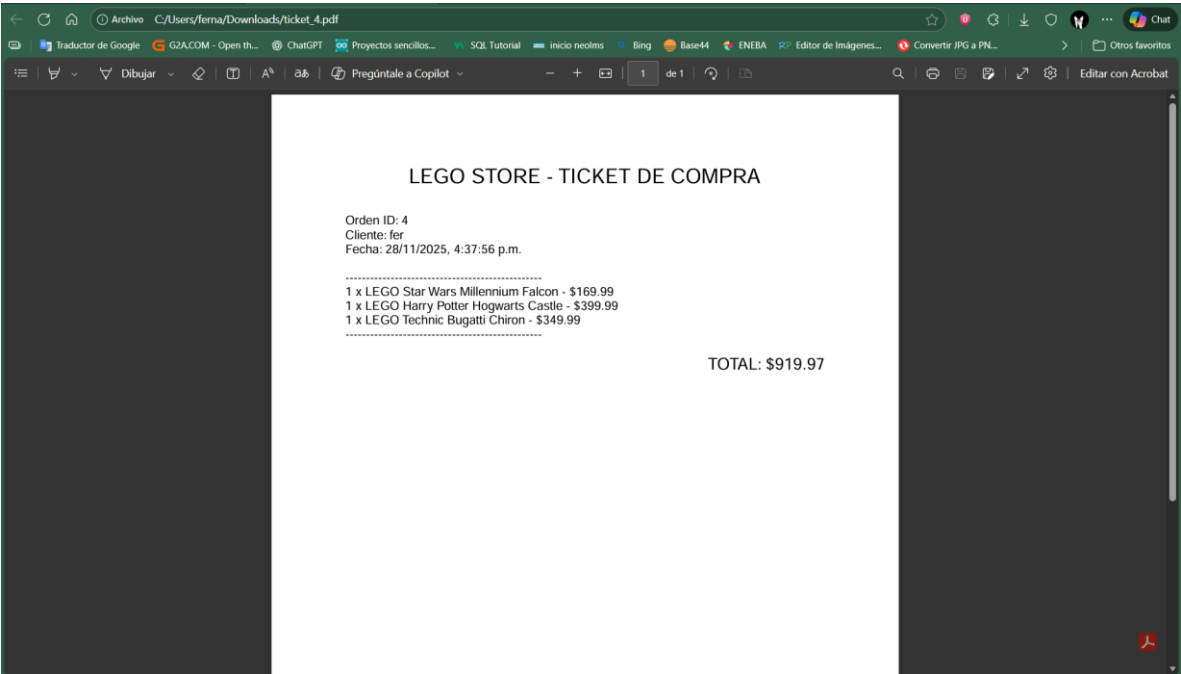 Archivo C:/Users/ferna/Downloads/ticket_4.pdf
Chat
Traductor de Google G2A.COM - Open th... ChatGPT Proyectos sencillos... SQL Tutorial inicio neolms Bing Base44 ENEBA RP Editor de Imágenes... Convertir JPG a PN... Otros favoritos
Dibujar Pregúntale a Copilot 1 de 1 Editar con Acrobat
LEGO STORE - TICKET DE COMPRA
Orden ID: 4
Cliente: fer
Fecha: 28/11/2025, 4:37:56 p.m.
------------------------------------------------
1 x LEGO Star Wars Millennium Falcon - $169.99
1 x LEGO Harry Potter Hogwarts Castle - $399.99
1 x LEGO Technic Bugatti Chiron - $349.99
------------------------------------------------
TOTAL: $919.97